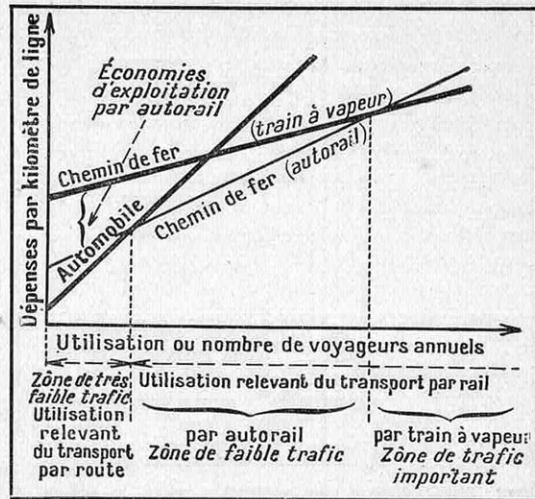 Dépenses par kilomètre de ligne
Économies
d'exploitation
par autorail
Chemin de fer
(train à vapeur)
Chemin de fer (autorail)
Automobile
Utilisation ou nombre de voyageurs annuels
Zône de três
faible trafic
Utilisation
relevant
du transport
par route
Utilisation relevant du transport par rail
par autorail
Zône de faible trafic
par train à vapeur
Zône de trafic
important